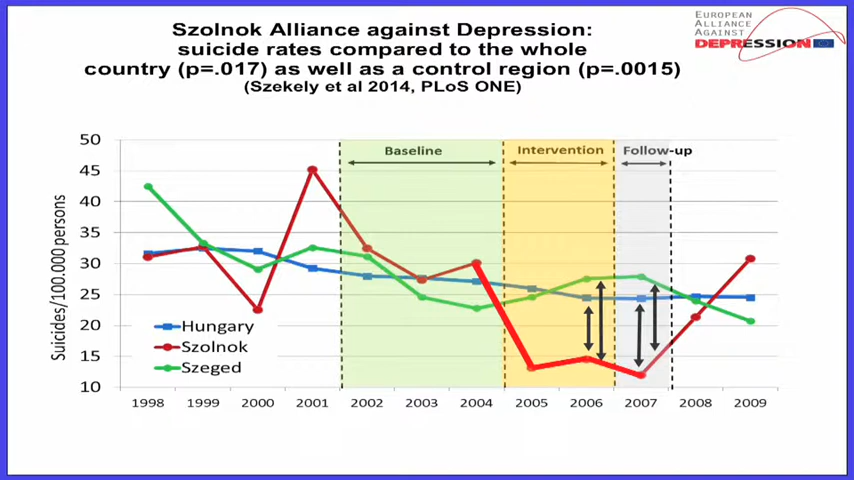 Szolnok Alliance against Depression:
suicide rates compared to the whole
country (p=.017) as well as a control region (p=.0015)
(Szekely et al 2014, PLoS ONE)
EUROPEAN
ALLIANCE
AGAINST
DEPRESSION
Suicides/100.000 persons
50
45
40
35
30
25
20
15
10
Baseline
Intervention
Follow-up
Hungary
Szolnok
Szeged
1998 1999 2000 2001 2002 2003 2004 2005 2006 2007 2008 2009